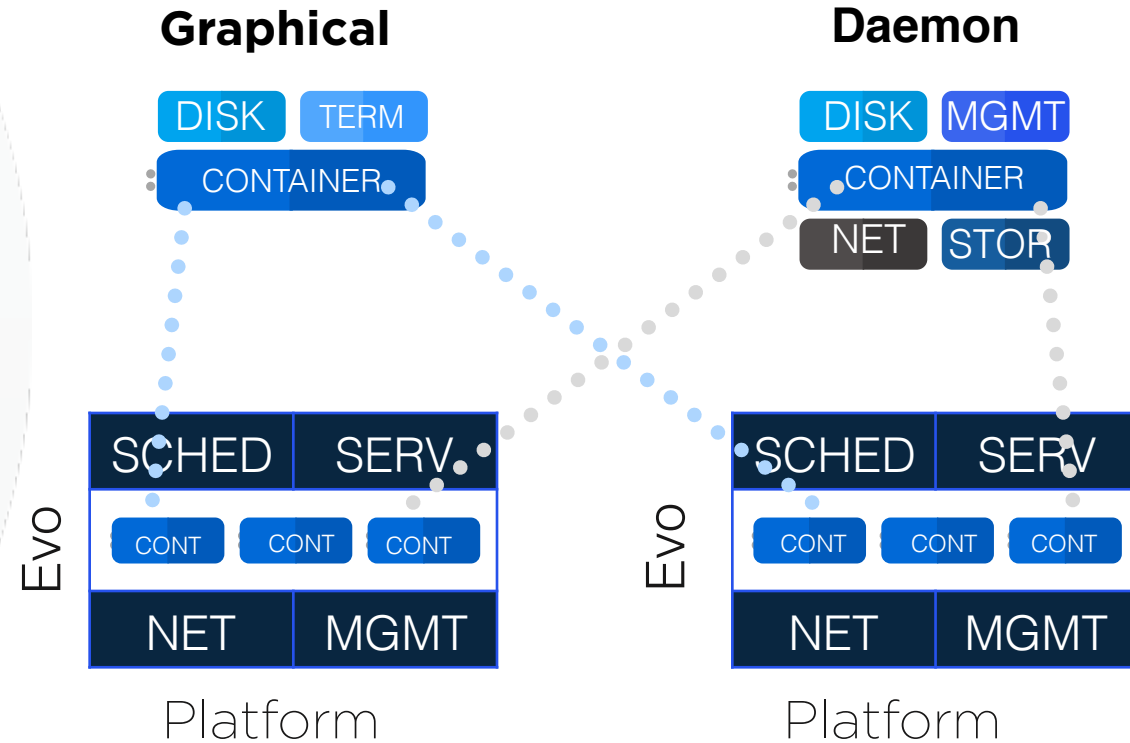 Graphical
Daemon
DISK TERM
DISK MGMT
CONTAINER
CONTAINER
NET STOR
SCHED SERV
SCHED SERV
Evo
CONT CONT CONT
Evo
CONT CONT CONT
NET MGMT
NET MGMT
Platform
Platform